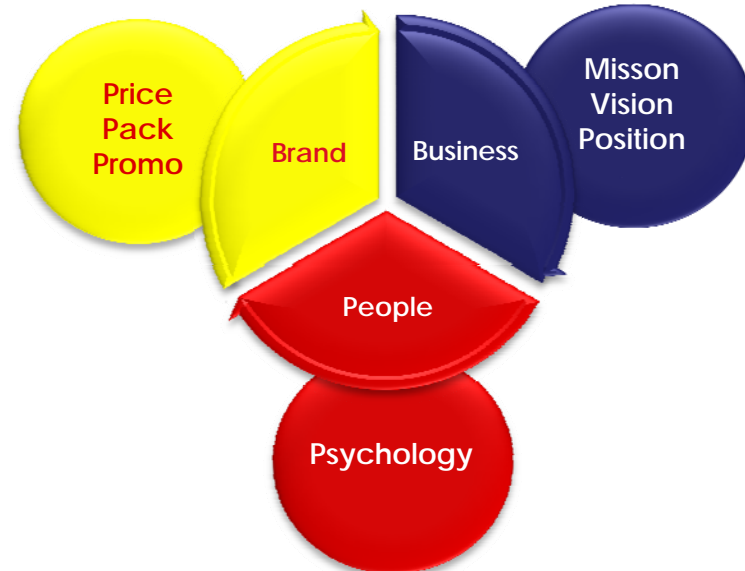 Price
Pack
Promo
Brand
Business
Misson
Vision
Position
People
Psychology